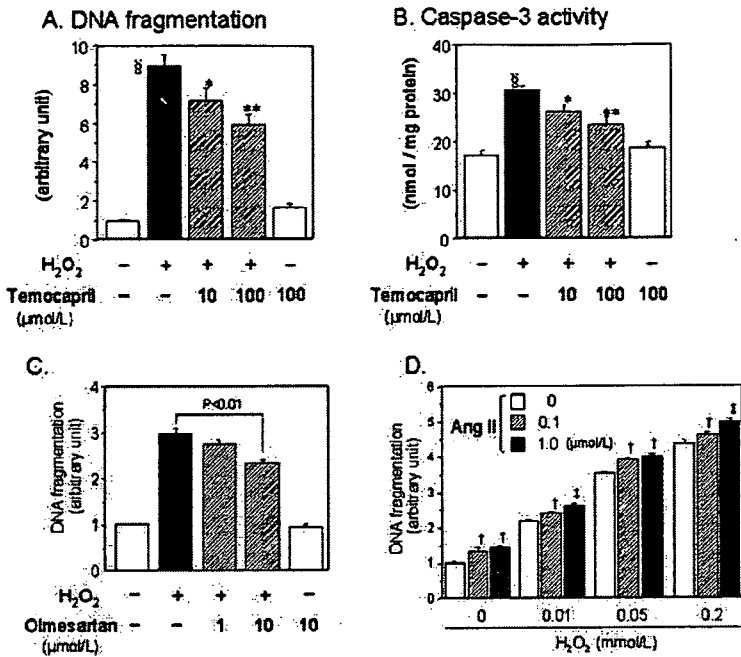 A. DNA fragmentation
(arbitrary unit)
10
8
6
4
2
0
§
*
**
H₂O₂ − + + + −
Temocapril − − 10 100 100
(μmol/L)
B. Caspase-3 activity
(nmol / mg protein)
40
30
20
10
0
§
*
**
H₂O₂ − + + + −
Temocapril − − 10 100 100
(μmol/L)
C.
DNA fragmentation
(arbitrary unit)
4
3
2
1
0
P<0.01
H₂O₂ − + + + −
Olmesartan − − 1 10 10
(μmol/L)
D.
DNA fragmentation
(arbitrary unit)
6
5
4
3
2
1
0
Ang II
0
0.1
1.0 (μmol/L)
† † † ‡ † † † ‡
0 0.01 0.05 0.2
H₂O₂ (mmol/L)